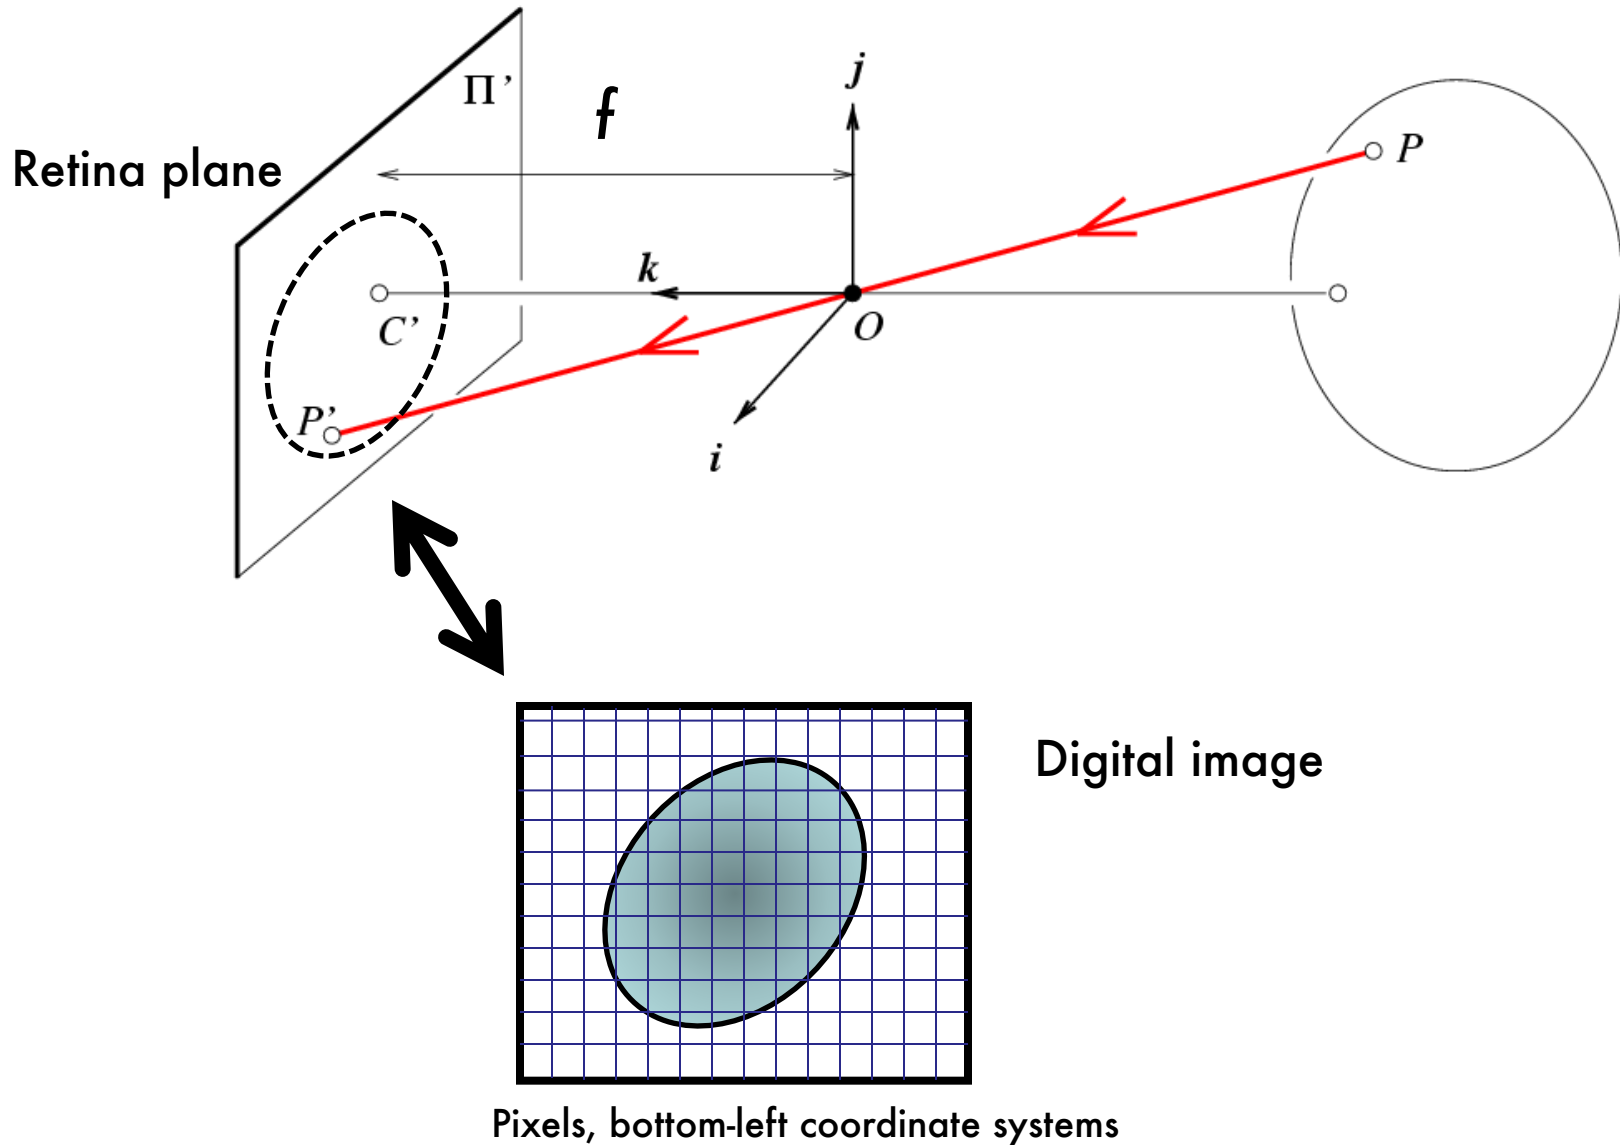 Π’
f
j
Retina plane
P
k
C’
O
P’
i
Digital image
Pixels, bottom-left coordinate systems